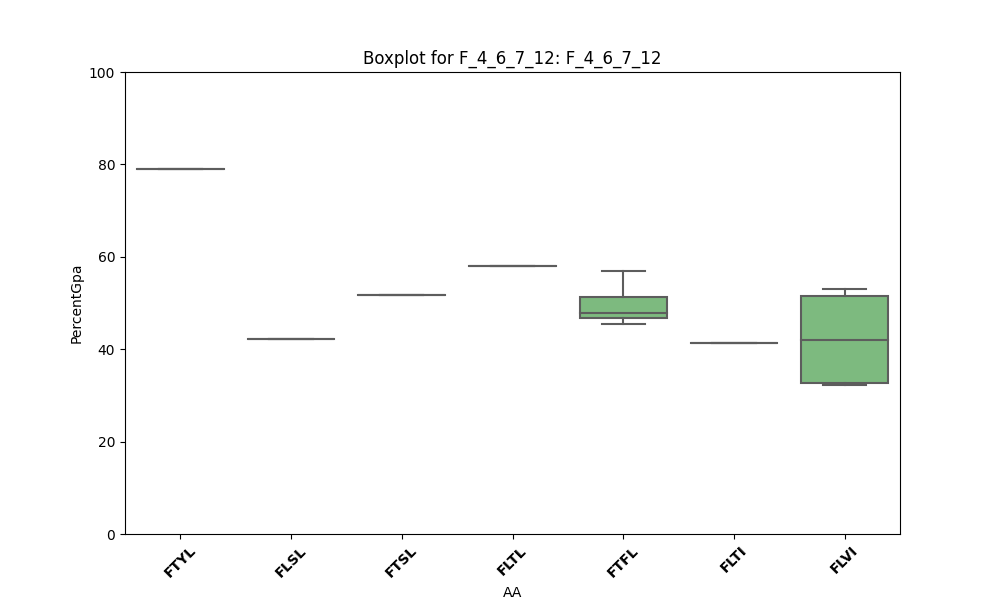 Boxplot for F_4_6_7_12: F_4_6_7_12
100
80
60
40
20
0
PercentGpa
FTYL
FLSL
FTSL
FLTL
FTFL
FLTI
FLVI
AA